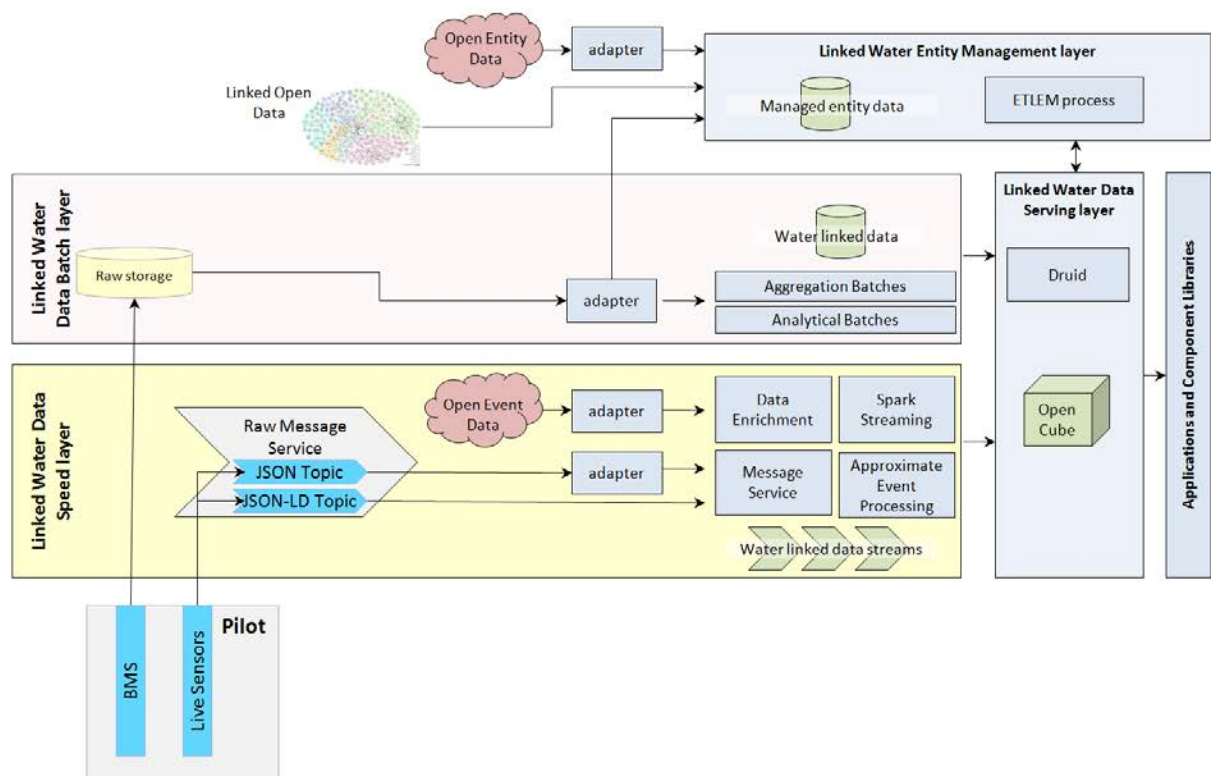 Open Entity
Data
adapter
Linked Water Entity Management layer
Managed entity data
ETLEM process
Linked Open
Data
Linked Water
Data Batch layer
Raw storage
adapter
Water linked data
Aggregation Batches
Analytical Batches
Linked Water Data
Serving layer
Druid
Open
Cube
Applications and Component Libraries
Linked Water Data
Speed layer
Raw Message
Service
JSON Topic
JSON-LD Topic
Open Event
Data
adapter
adapter
Data
Enrichment
Spark
Streaming
Message
Service
Approximate
Event
Processing
Water linked data streams
Pilot
BMS
Live Sensors